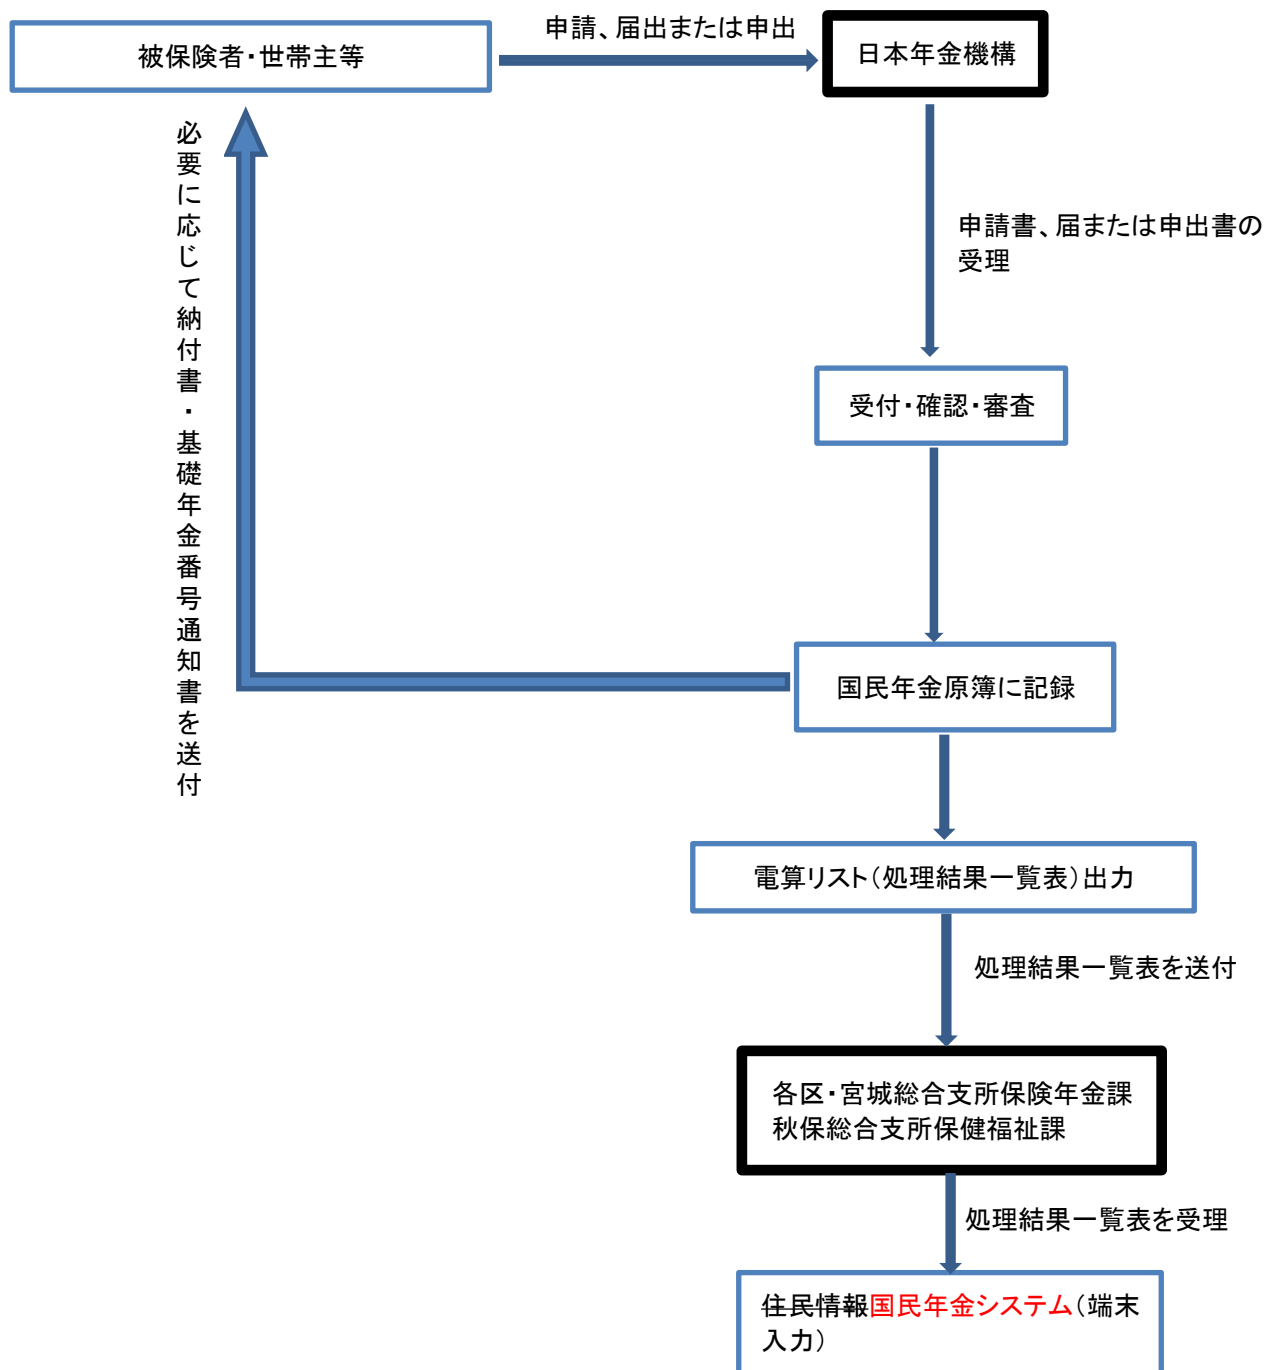 被保険者・世帯主等
申請、届出または申出
日本年金機構
必要に応じて納付書・基礎年金番号通知書を送付
申請書、届または申出書の
受理
受付・確認・審査
国民年金原簿に記録
電算リスト（処理結果一覧表）出力
処理結果一覧表を送付
各区・宮城総合支所保険年金課
秋保総合支所保健福祉課
処理結果一覧表を受理
住民情報国民年金システム（端末
入力）